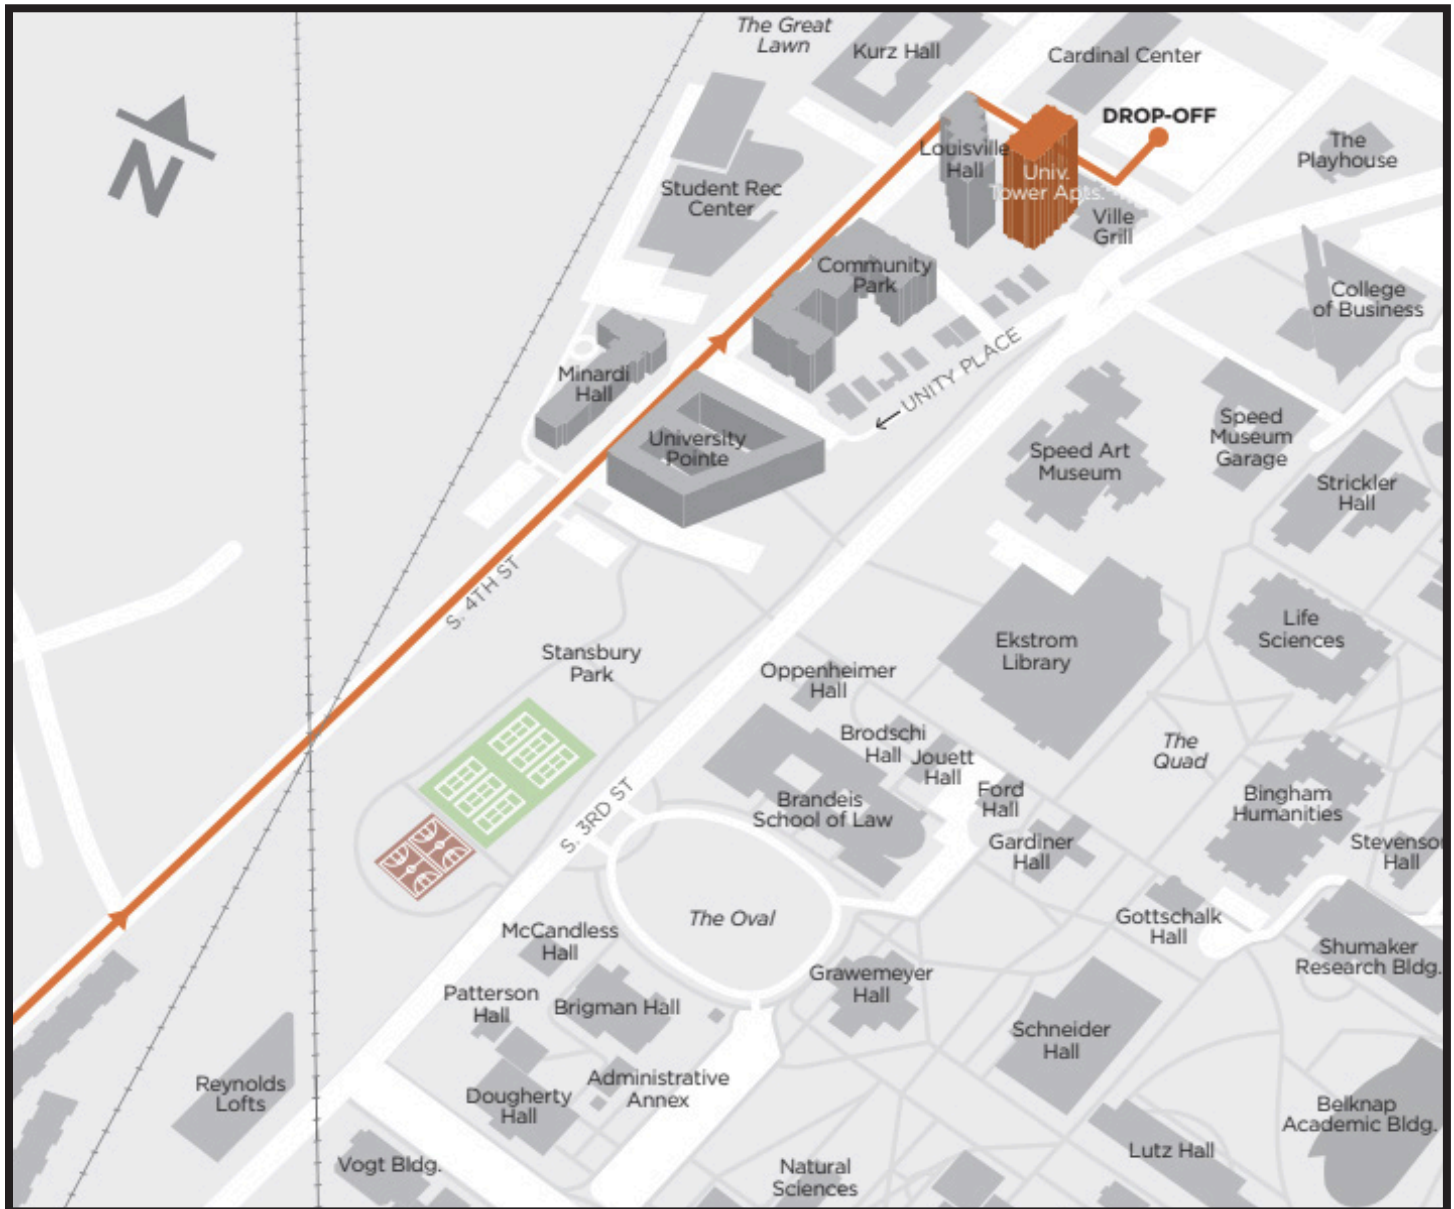 The Great
Lawn
Kurz Hall
Cardinal Center
DROP-OFF
The
Playhouse
Louisville
Hall
Univ.
Tower Apts.
Ville
Grill
Student Rec
Center
Community
Park
College
of Business
N
UNITY PLACE
Minardi
Hall
University
Pointe
Speed
Museum
Garage
Speed Art
Museum
Strickler
Hall
S. 4TH ST
Stansbury
Park
Life
Sciences
Ekstrom
Library
Oppenheimer
Hall
Brodschi
Hall
Jouett
Hall
The
Quad
Ford
Hall
Bingham
Humanities
Brandeis
School of Law
S. 3RD ST
Gardiner
Hall
Stevenson
Hall
The Oval
Gottschalk
Hall
McCandless
Hall
Shumaker
Research Bldg.
Grawemeyer
Hall
Patterson
Hall
Brigman Hall
Schneider
Hall
Reynolds
Lofts
Administrative
Annex
Dougherty
Hall
Belknap
Academic Bldg.
Lutz Hall
Vogt Bldg.
Natural
Sciences